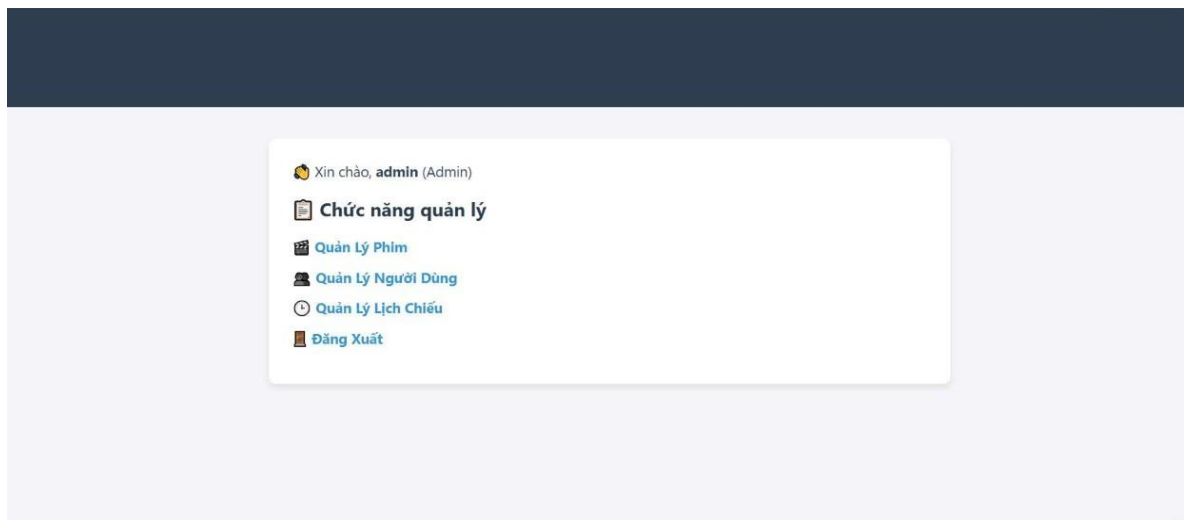 Xin chào, admin (Admin)
Chức năng quản lý
Quản Lý Phim
Quản Lý Người Dùng
Quản Lý Lịch Chiếu
Đăng Xuất